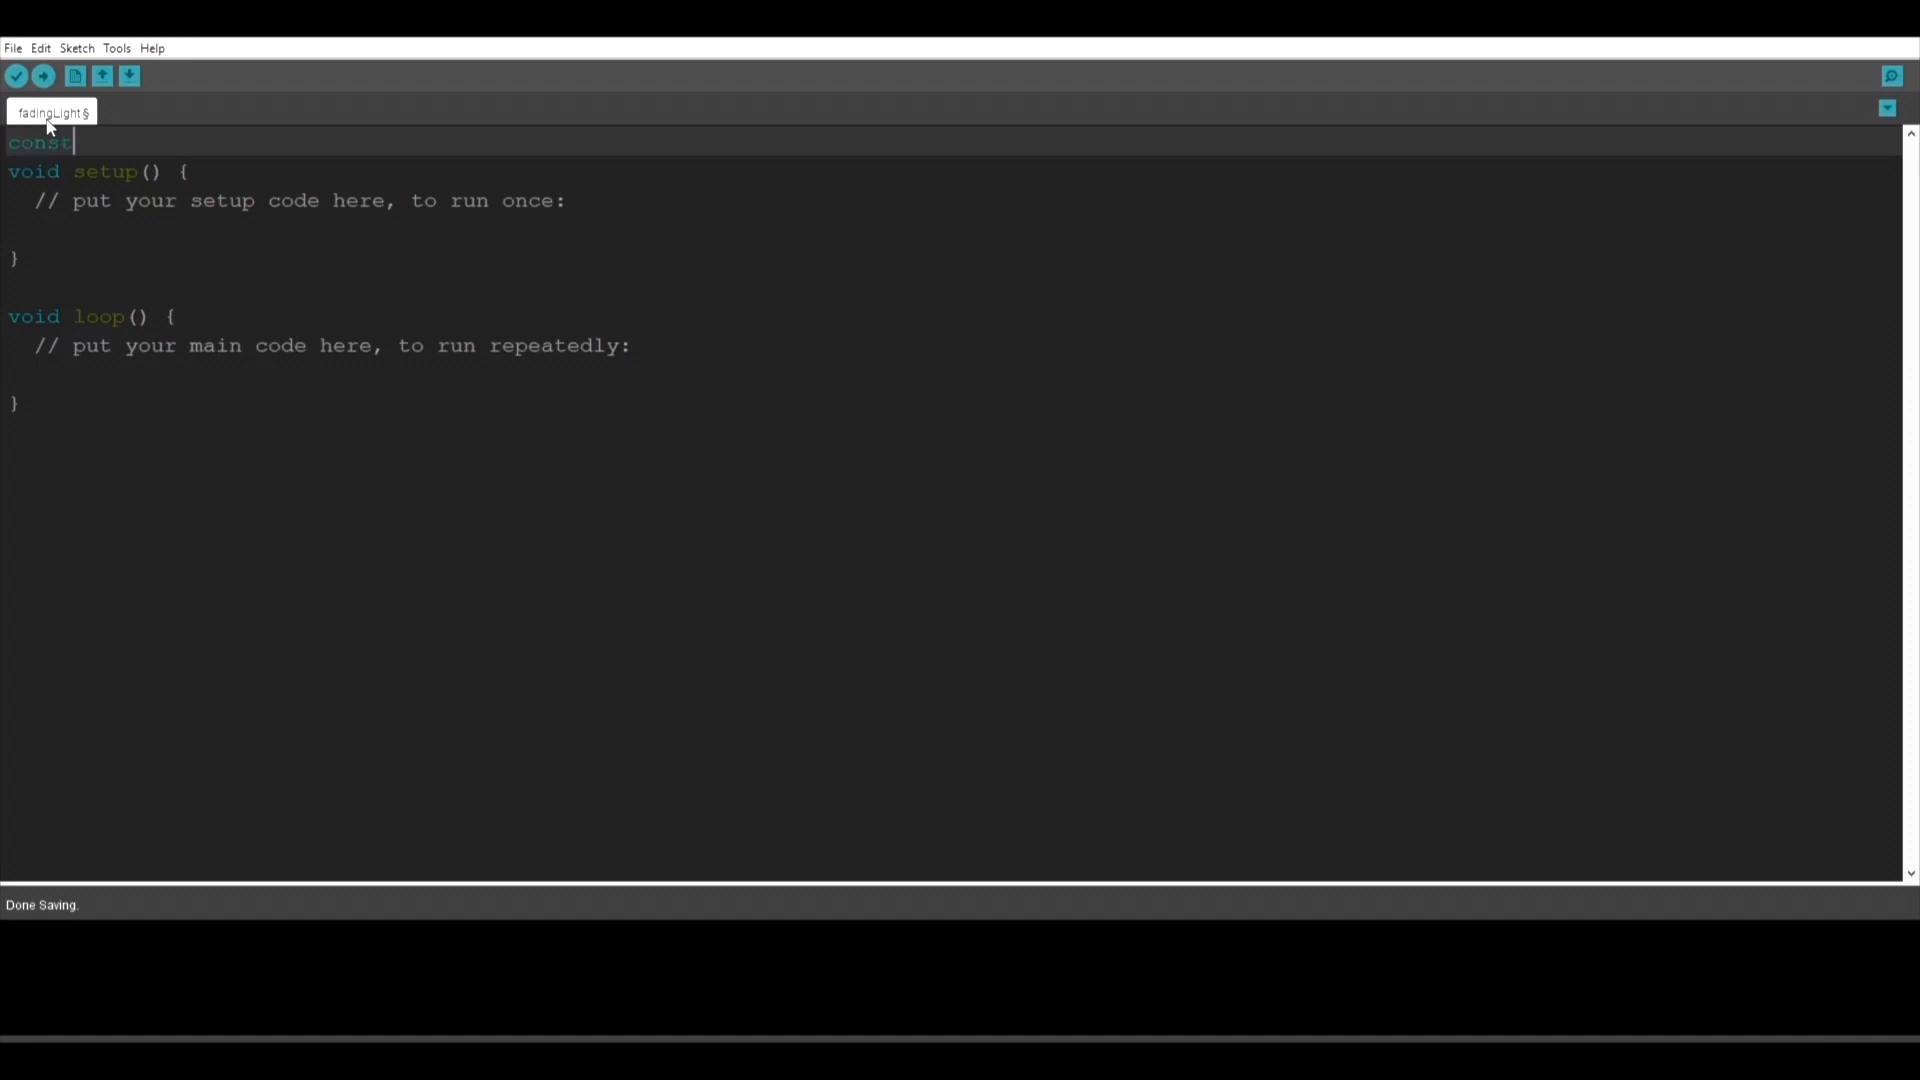 File Edit Sketch Tools Help
fadingLight §
const
void setup() {
  // put your setup code here, to run once:
}
void loop() {
  // put your main code here, to run repeatedly:
}
Done Saving.